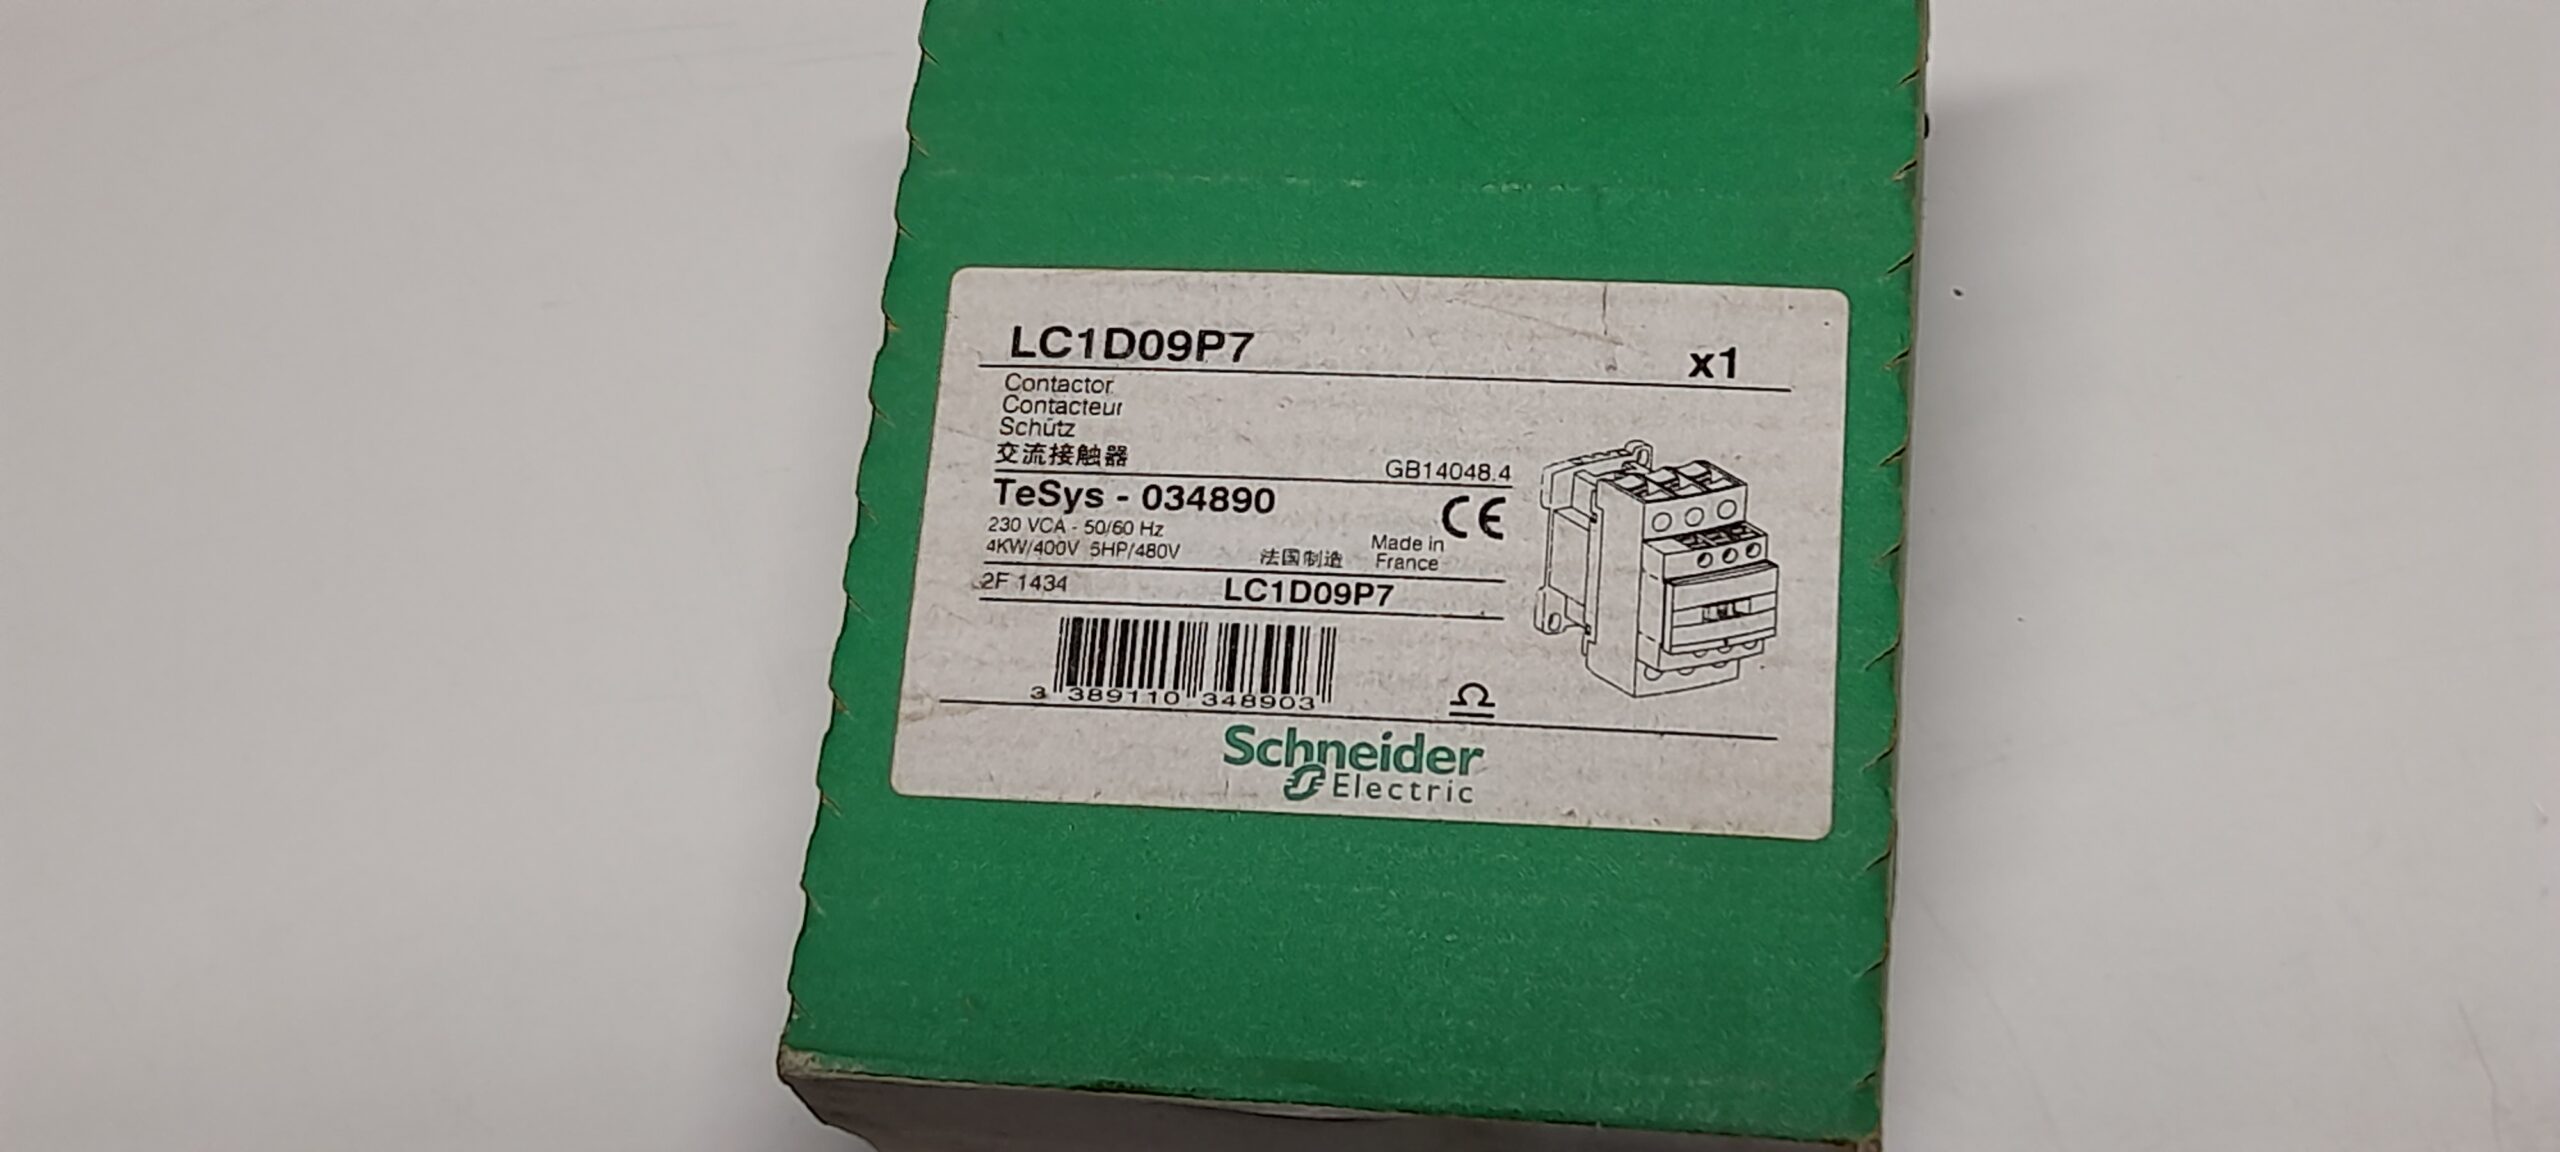 LC1D09P7 x1
Contactor
Contacteur
Schütz
交流接触器
GB14048.4
TeSys - 034890
CE
230 VCA - 50/60 Hz
4KW/400V 5HP/480V
法国制造
Made in
France
2F 1434
LC1D09P7
3 389110 348903
Schneider
Electric